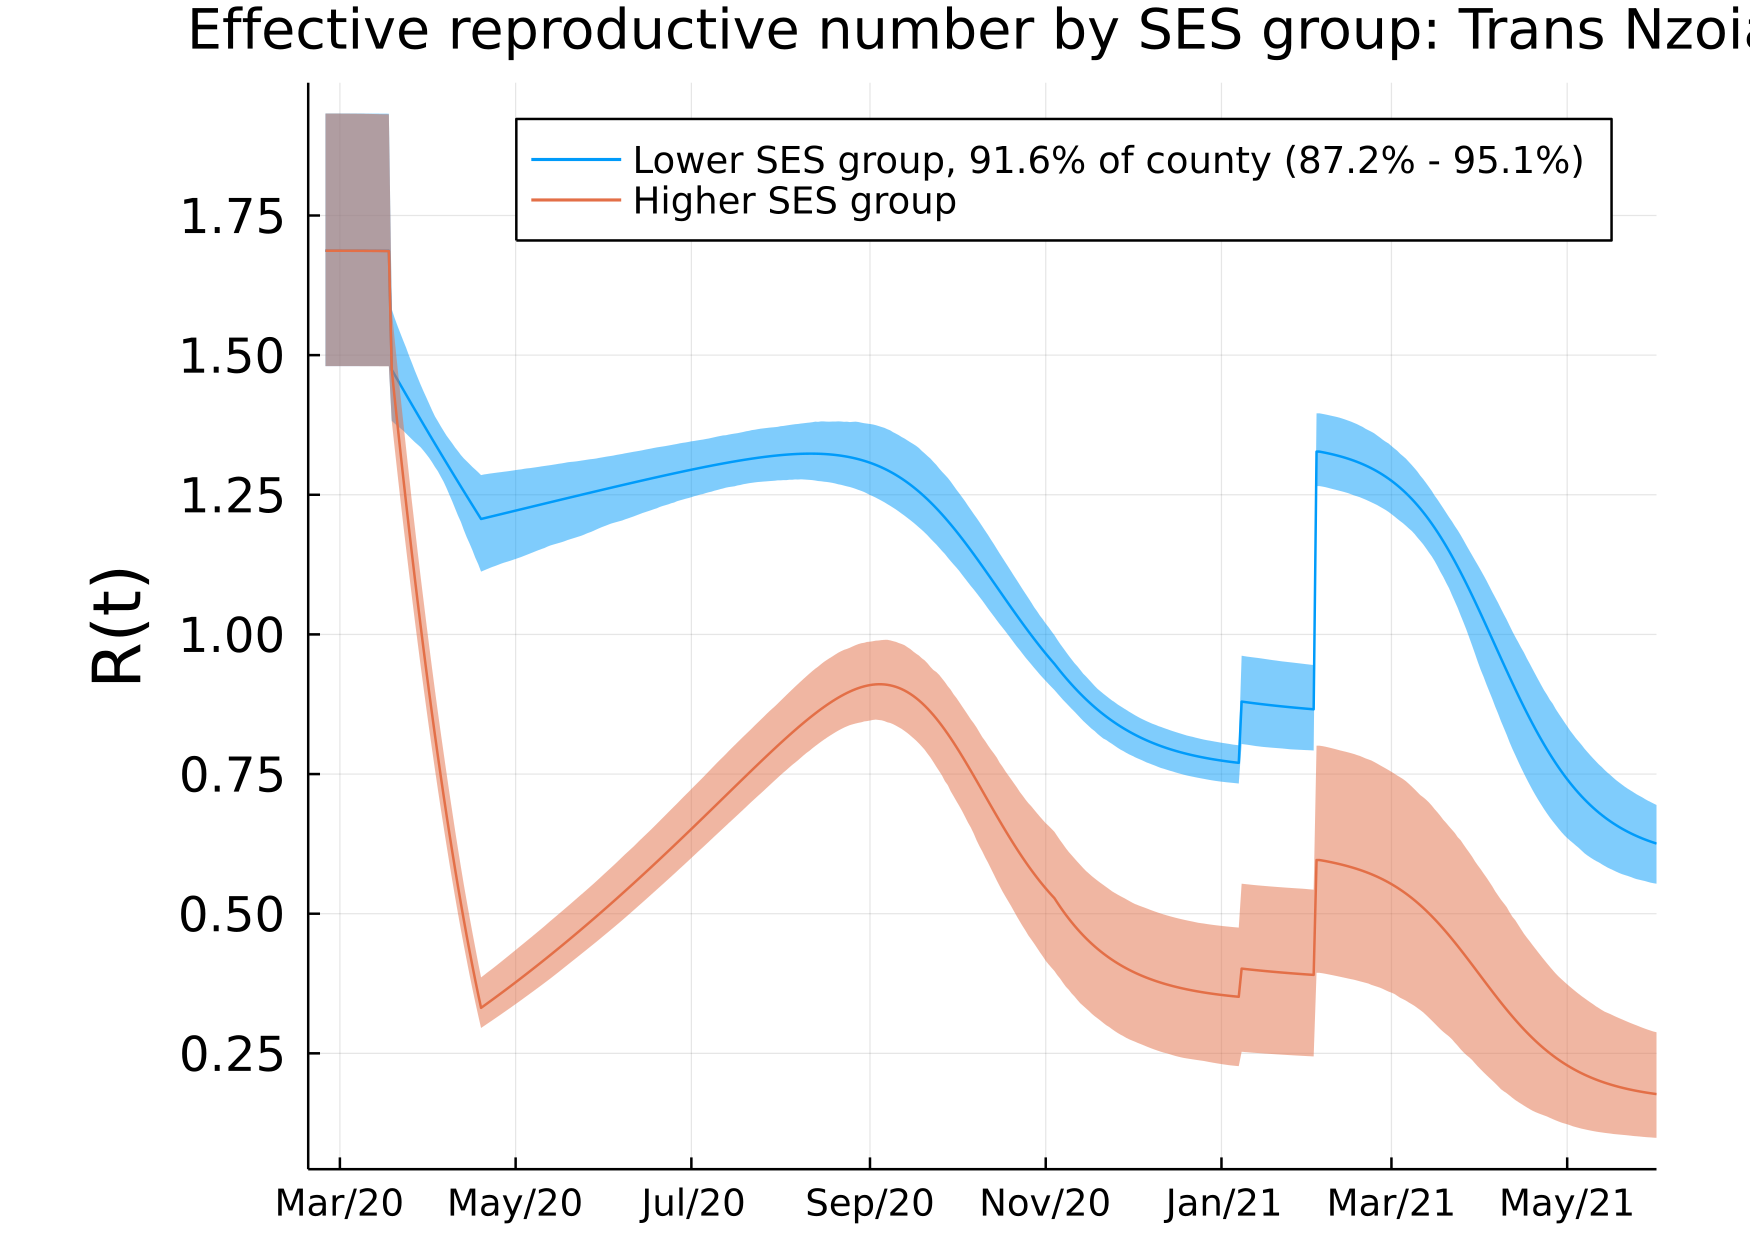 Effective reproductive number by SES group: Trans Nzoia
Lower SES group, 91.6% of county (87.2% - 95.1%)
Higher SES group
R(t)
1.75
1.50
1.25
1.00
0.75
0.50
0.25
Mar/20 May/20 Jul/20 Sep/20 Nov/20 Jan/21 Mar/21 May/21